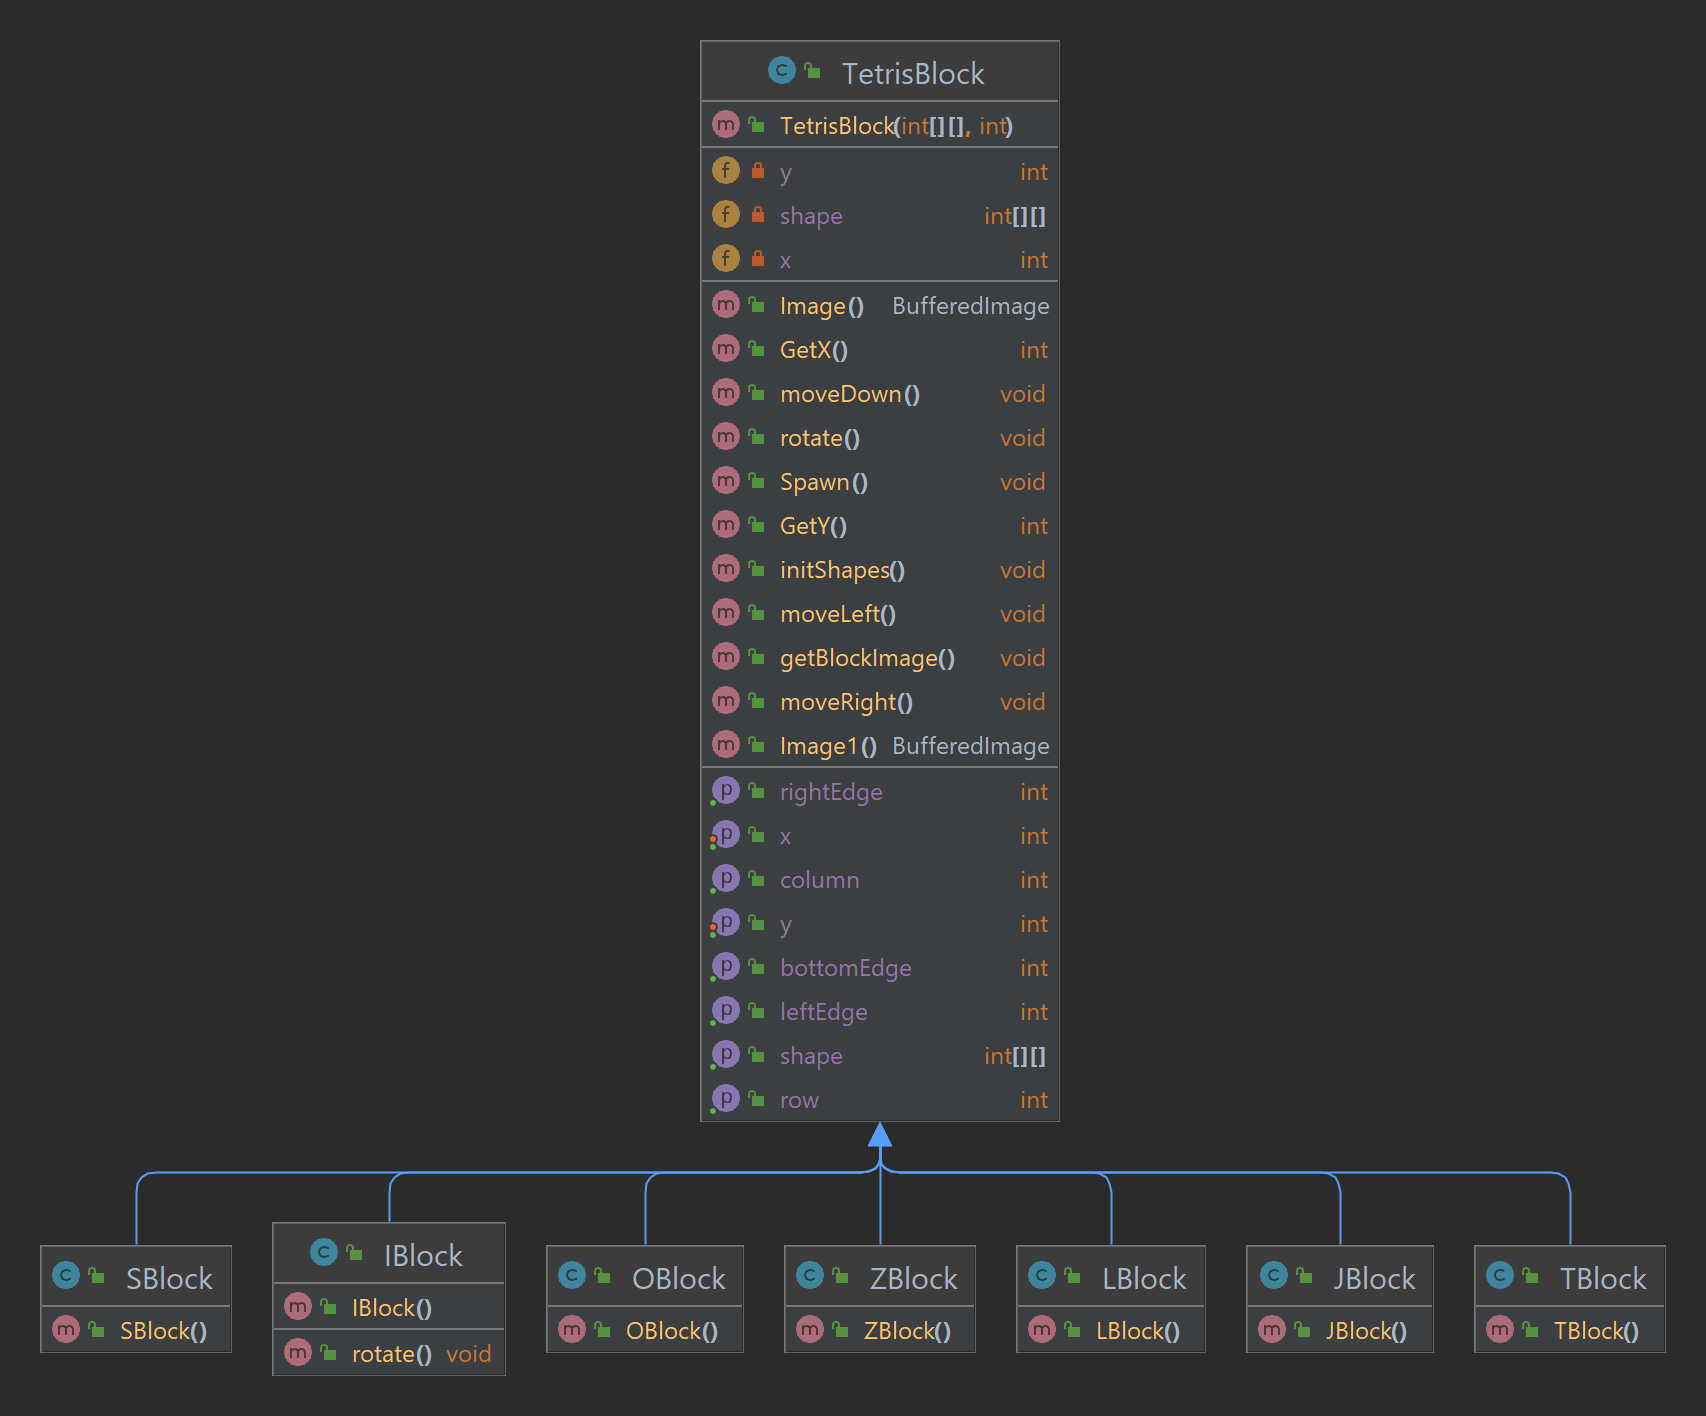 TetrisBlock
TetrisBlock(int[][], int)
y int
shape int[][]
x int
Image() BufferedImage
GetX() int
moveDown() void
rotate() void
Spawn() void
GetY() int
initShapes() void
moveLeft() void
getBlockImage() void
moveRight() void
Image1() BufferedImage
rightEdge int
x int
column int
y int
bottomEdge int
leftEdge int
shape int[][]
row int
SBlock
SBlock()
IBlock
IBlock()
rotate() void
OBlock
OBlock()
ZBlock
ZBlock()
LBlock
LBlock()
JBlock
JBlock()
TBlock
TBlock()